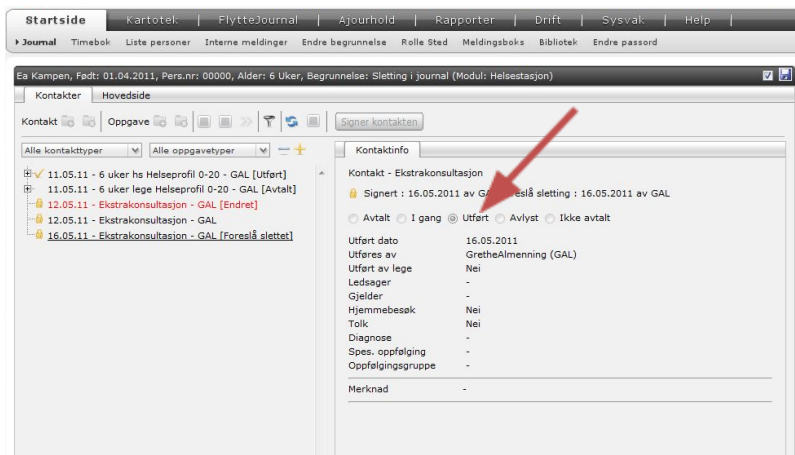 Startside | Kartotek | FlytteJournal | Ajourhold | Rapporter | Drift | Sysvak | Help |
Journal Timebok Liste personer Interne meldinger Endre begrunnelse Rolle Sted Meldingsboks Bibliotek Endre passord
Ea Kampen, Født: 01.04.2011, Pers.nr: 00000, Alder: 6 Uker, Begrunnelse: Sletting i journal (Modul: Helsestasjon)
Kontakter Hovedside
Kontakt Oppgave Signer kontakten
Alle kontakttyper Alle oppgavetyper
11.05.11 - 6 uker hs Helseprofil 0-20 - GAL [Utført]
11.05.11 - 6 uker lege Helseprofil 0-20 - GAL [Avtalt]
12.05.11 - Ekstrakonsultasjon - GAL [Endret]
12.05.11 - Ekstrakonsultasjon - GAL
16.05.11 - Ekstrakonsultasjon - GAL [Foreslå slettet]
Kontaktinfo
Kontakt - Ekstrakonsultasjon
Signert : 16.05.2011 av sletting : 16.05.2011 av GAL
Avtalt I gang Utført Avlyst Ikke avtalt
Utført dato 16.05.2011
Utføres av GretheAlmenning (GAL)
Utført av lege Nei
Ledsager -
Gjelder -
Hjemmebesøk Nei
Tolk Nei
Diagnose -
Spes. oppfølging -
Oppfølgingsgruppe -
Merknad -